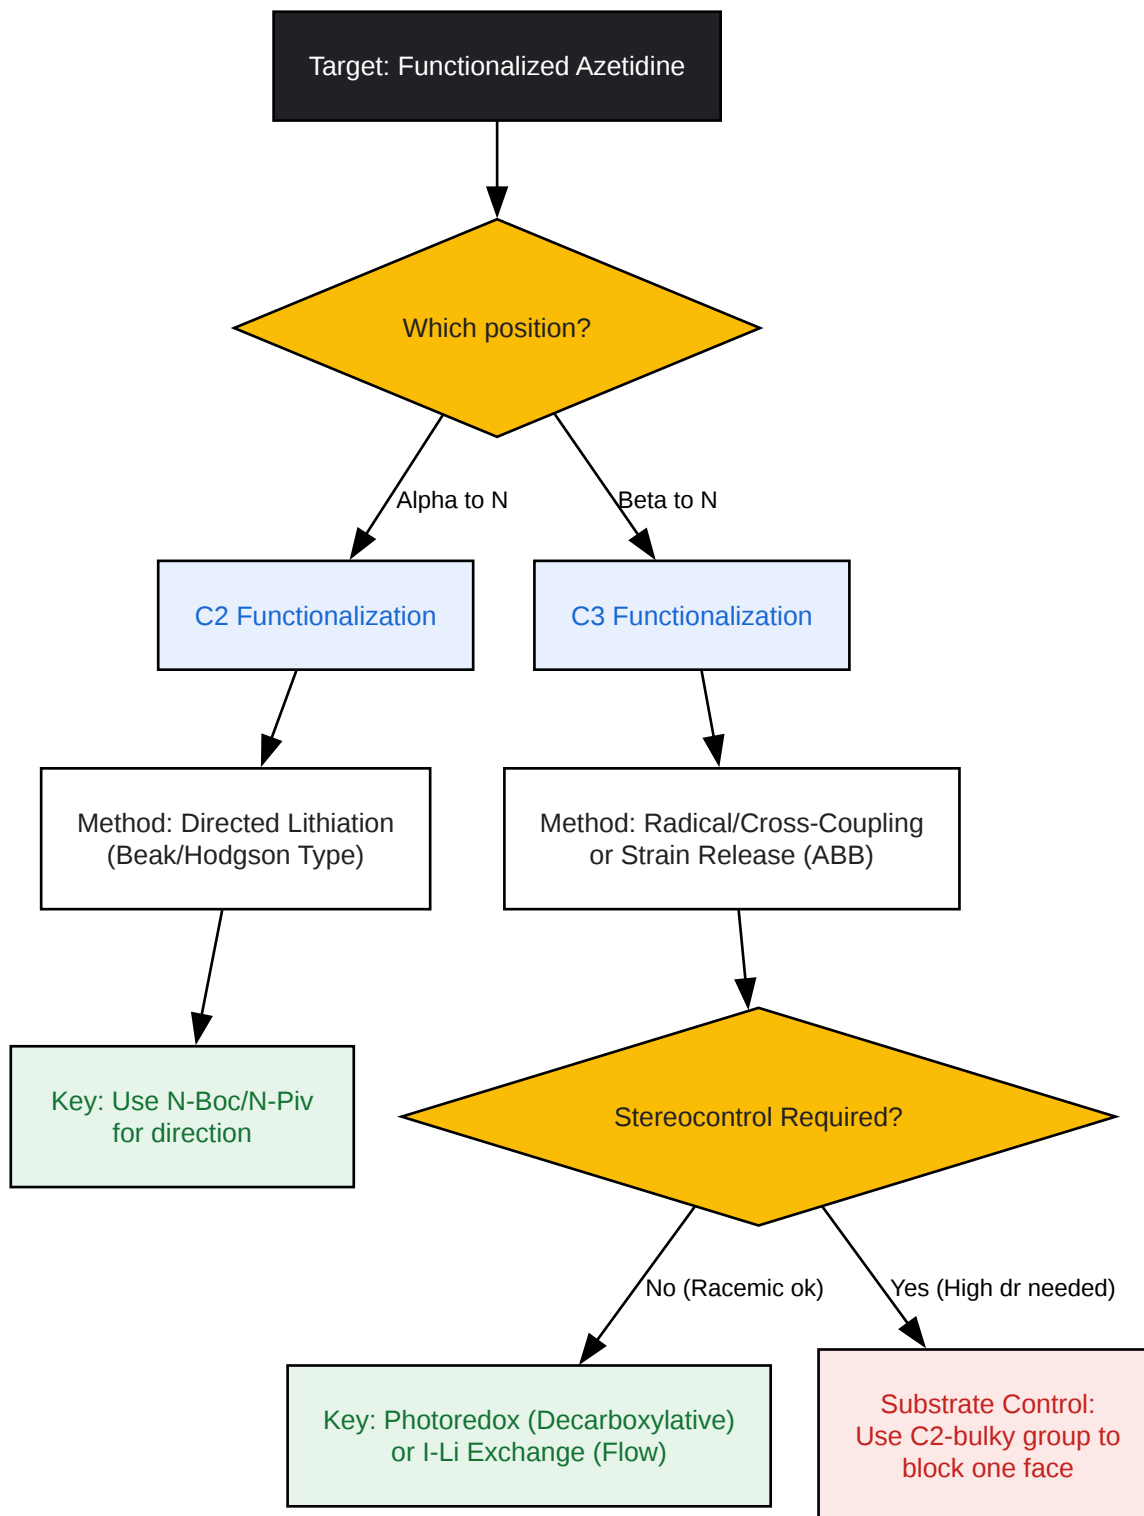 Target: Functionalized Azetidine
Which position?
Alpha to N
Beta to N
C2 Functionalization
C3 Functionalization
Method: Directed Lithiation
(Beak/Hodgson Type)
Method: Radical/Cross-Coupling
or Strain Release (ABB)
Key: Use N-Boc/N-Piv
for direction
Stereocontrol Required?
No (Racemic ok)
Yes (High dr needed)
Key: Photoredox (Decarboxylative)
or I-Li Exchange (Flow)
Substrate Control:
Use C2-bulky group to
block one face